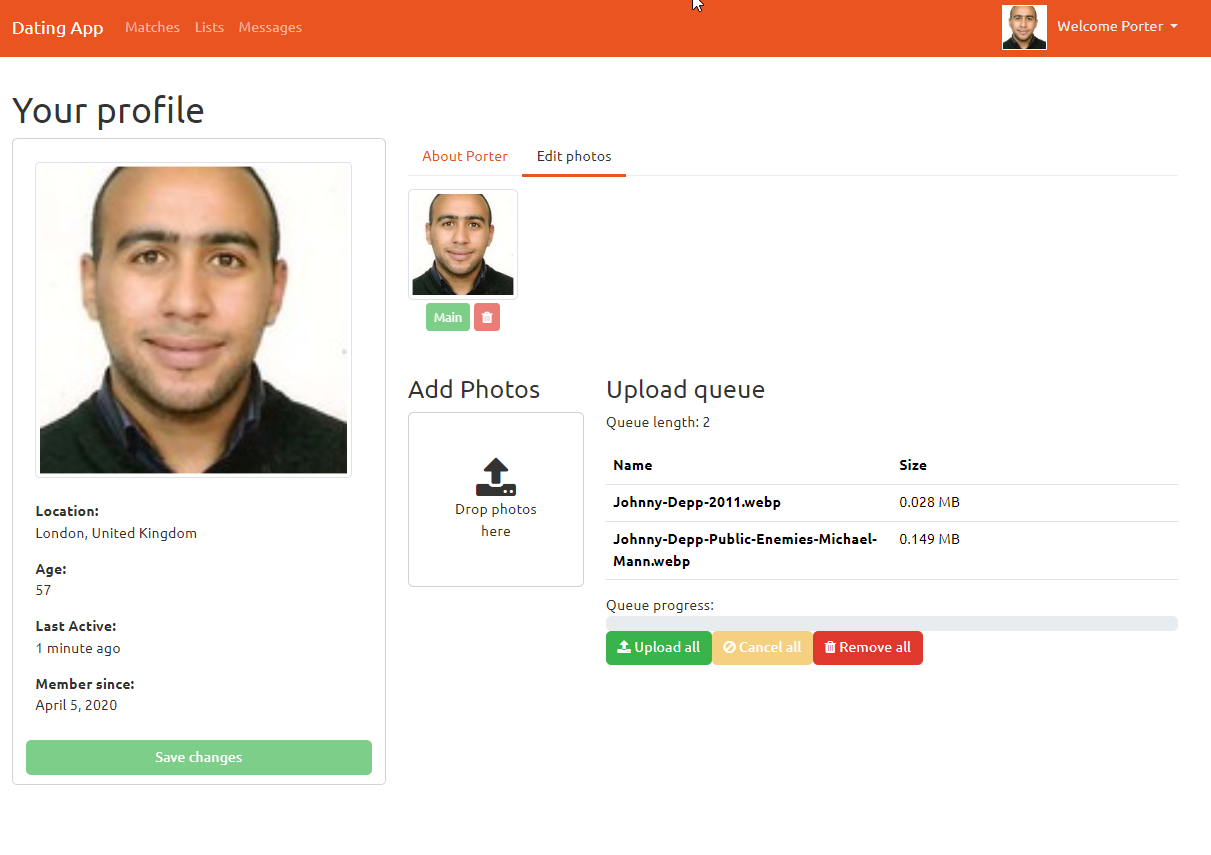 Dating App Matches Lists Messages Welcome Porter
Your profile
About Porter Edit photos
Main
Location:
London, United Kingdom
Age:
57
Last Active:
1 minute ago
Member since:
April 5, 2020
Save changes
Add Photos
Drop photos
here
Upload queue
Queue length: 2
Name Size
Johnny-Depp-2011.webp 0.028 MB
Johnny-Depp-Public-Enemies-Michael- 0.149 MB
Mann.webp
Queue progress:
Upload all Cancel all Remove all